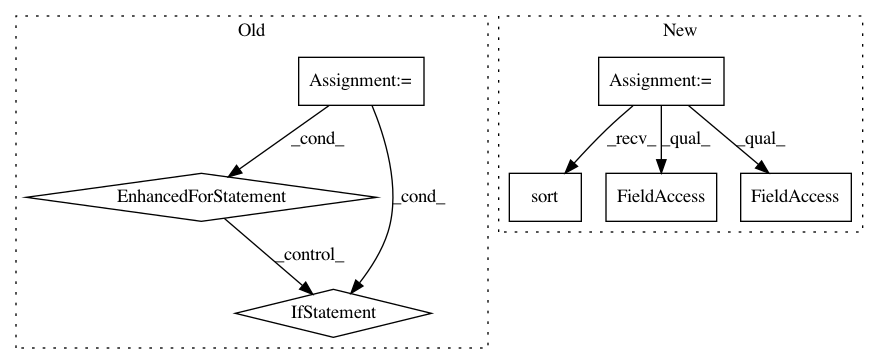 Old
New
Assignment:=
Assignment:=
_cond_
_recv_
_qual_
_qual_
EnhancedForStatement
_cond_
sort
FieldAccess
FieldAccess
_control_
IfStatement